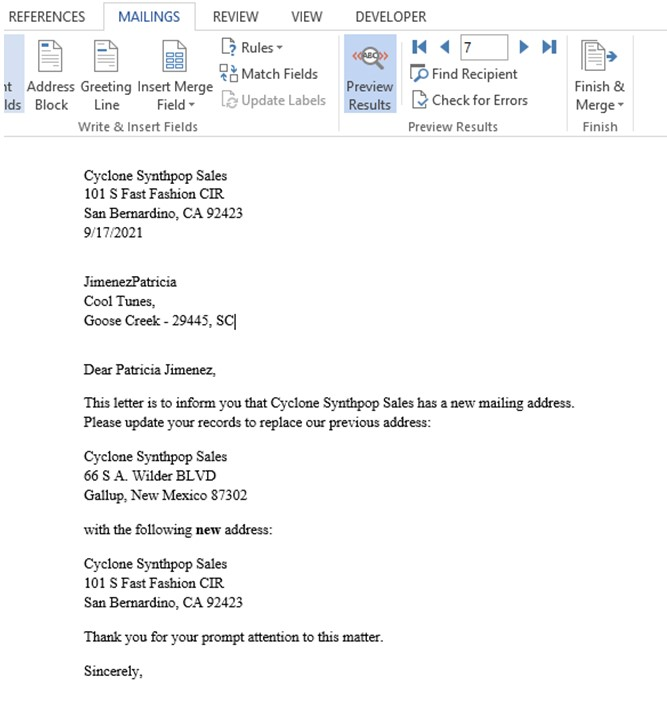 REFERENCES MAILINGS REVIEW VIEW DEVELOPER
nt
lds
Address
Block
Greeting
Line
Insert Merge
Field
Rules
Match Fields
Update Labels
Write & Insert Fields
ABC
Preview
Results
7
Find Recipient
Check for Errors
Preview Results
Finish &
Merge
Finish
Cyclone Synthpop Sales
101 S Fast Fashion CIR
San Bernardino, CA 92423
9/17/2021
JimenezPatricia
Cool Tunes,
Goose Creek - 29445, SC
Dear Patricia Jimenez,
This letter is to inform you that Cyclone Synthpop Sales has a new mailing address.
Please update your records to replace our previous address:
Cyclone Synthpop Sales
66 S A. Wilder BLVD
Gallup, New Mexico 87302
with the following new address:
Cyclone Synthpop Sales
101 S Fast Fashion CIR
San Bernardino, CA 92423
Thank you for your prompt attention to this matter.
Sincerely,